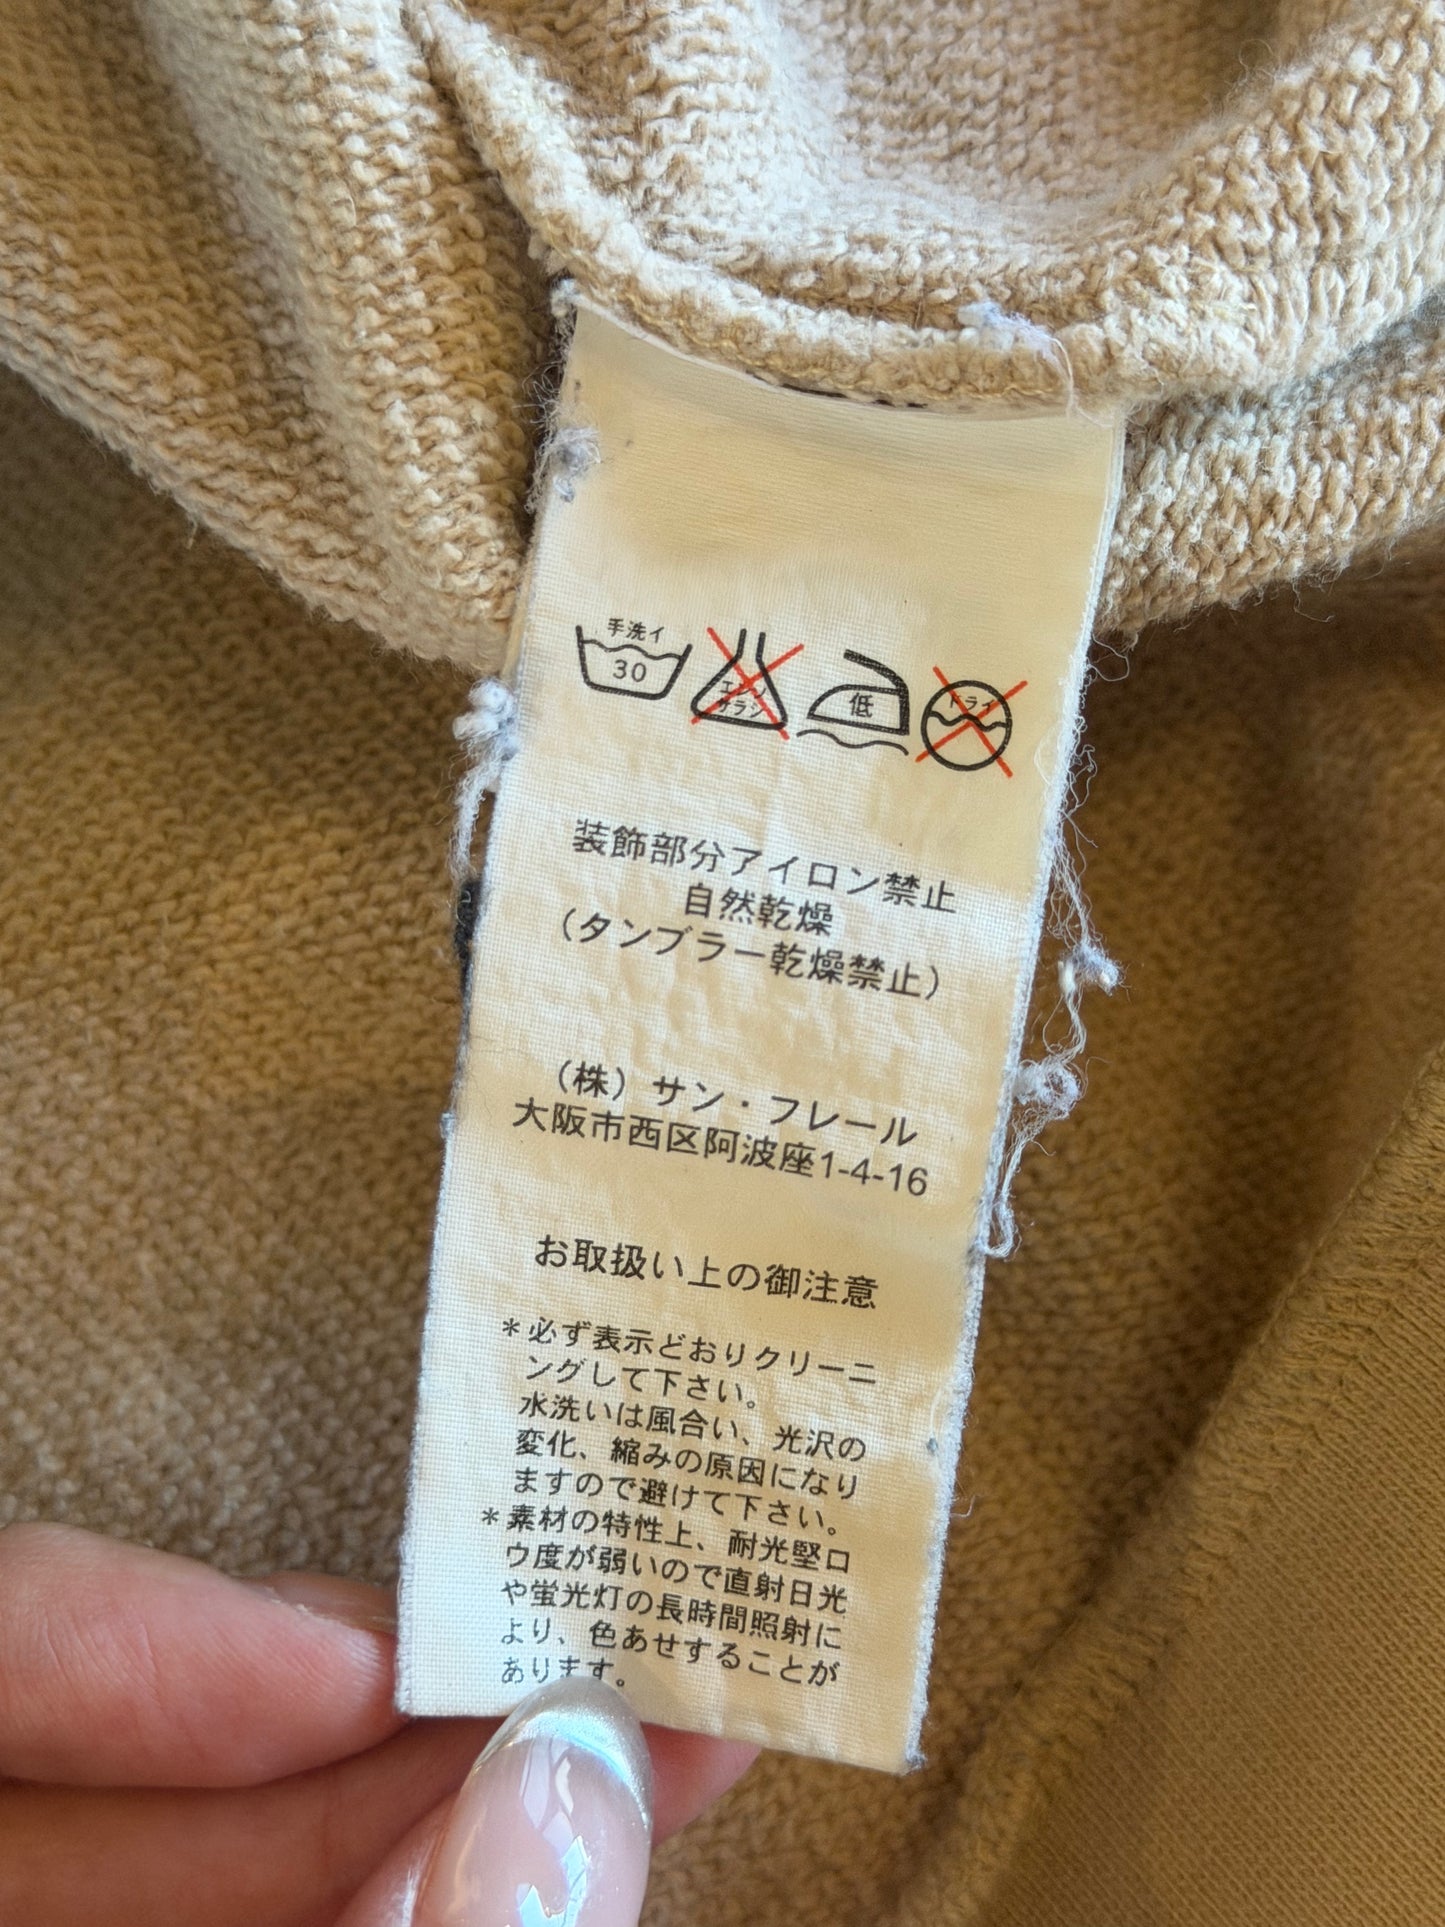 手洗イ
30
エンソ
サラシ
低
ドライ
装飾部分アイロン禁止
自然乾燥
(タンブラー乾燥禁止)
(株) サン・フレール
大阪市西区阿波座1-4-16
お取扱い上の御注意
*必ず表示どおりクリーニ
ングして下さい。
水洗いは風合い、光沢の
変化、縮みの原因になり
ますので避けて下さい。
*素材の特性上、耐光堅ロ
ウ度が弱いので直射日光
や蛍光灯の長時間照射に
より、色あせすることが
あります。